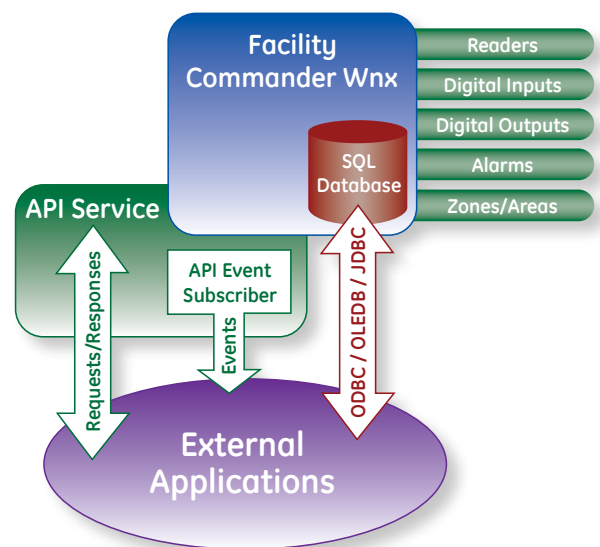 Facility
Commander Wnx
Readers
Digital Inputs
Digital Outputs
Alarms
Zones/Areas
SQL
Database
API Service
API Event
Subscriber
Requests/Responses
Events
ODBC / OLEDB / JDBC
External
Applications